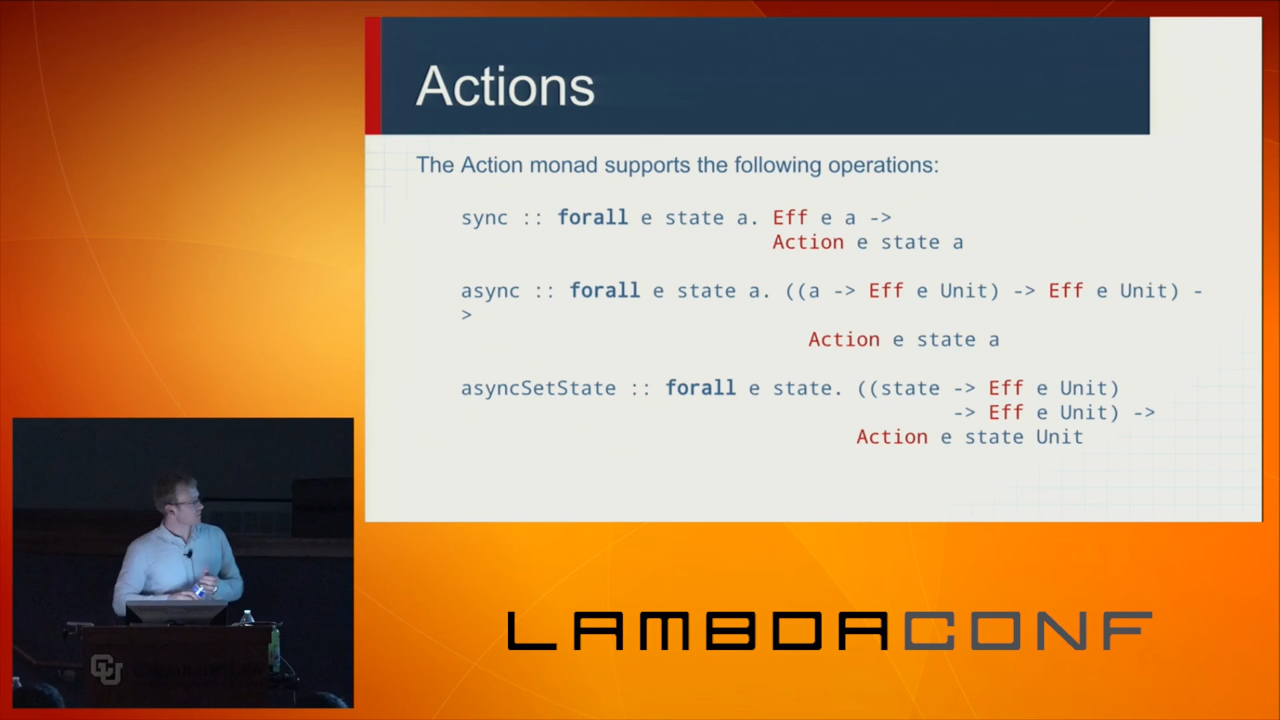 Actions
The Action monad supports the following operations:
sync :: forall e state a. Eff e a ->
Action e state a
async :: forall e state a. ((a -> Eff e Unit) -> Eff e Unit) -
>
Action e state a
asyncSetState :: forall e state. ((state -> Eff e Unit)
-> Eff e Unit) ->
Action e state Unit
LAMBDACONF
CU